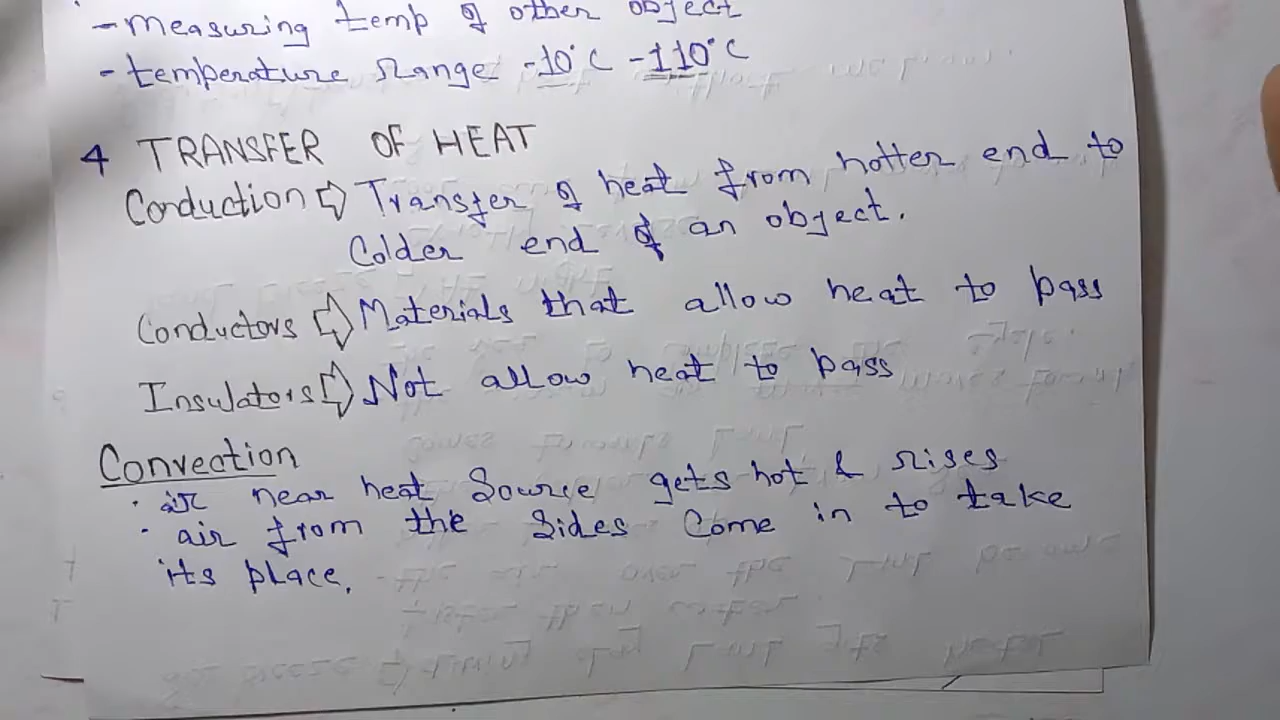 - Measuring temp of other object
- temperature range -10°C -110°C
4 TRANSFER OF HEAT
Conduction ⇨ Transfer of heat from hotter end to
Colder end of an object.
Conductors ⇨ Materials that allow heat to pass
Insulators ⇨ Not allow heat to pass
Convection
· air near heat Source gets hot & rises
· air from the Sides Come in to take
its place.